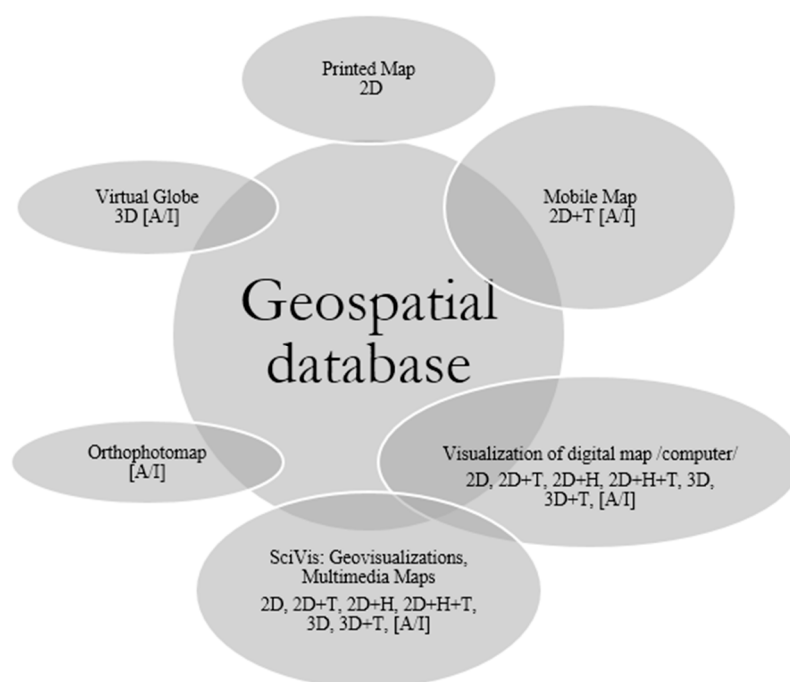 Printed Map
2D
Virtual Globe
3D [A/I]
Mobile Map
2D+T [A/I]
Geospatial
database
Orthophotomap
[A/I]
Visualization of digital map /computer/
2D, 2D+T, 2D+H, 2D+H+T, 3D,
3D+T, [A/I]
SciVis: Geovisualizations,
Multimedia Maps
2D, 2D+T, 2D+H, 2D+H+T,
3D, 3D+T, [A/I]